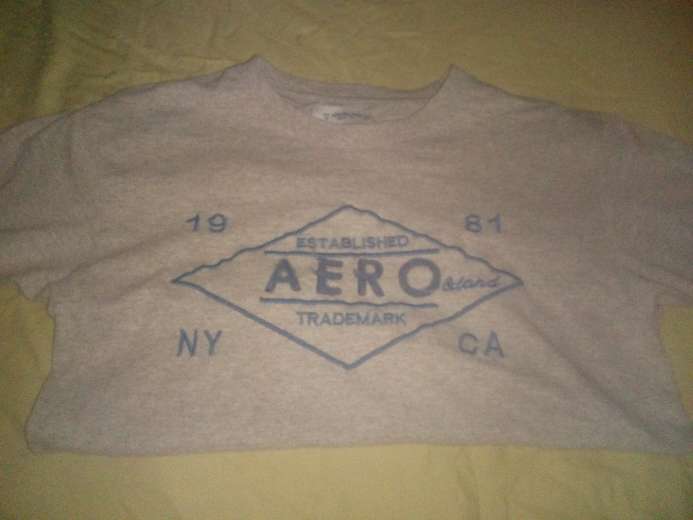 19 81
ESTABLISHED
AERO
TRADEMARK
NY CA